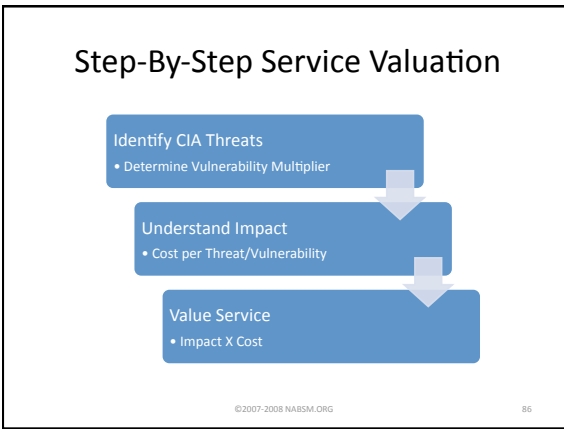 Step-By-Step Service Valuation
Identify CIA Threats
• Determine Vulnerability Multiplier
Understand Impact
• Cost per Threat/Vulnerability
Value Service
• Impact X Cost
©2007-2008 NABSM.ORG
86